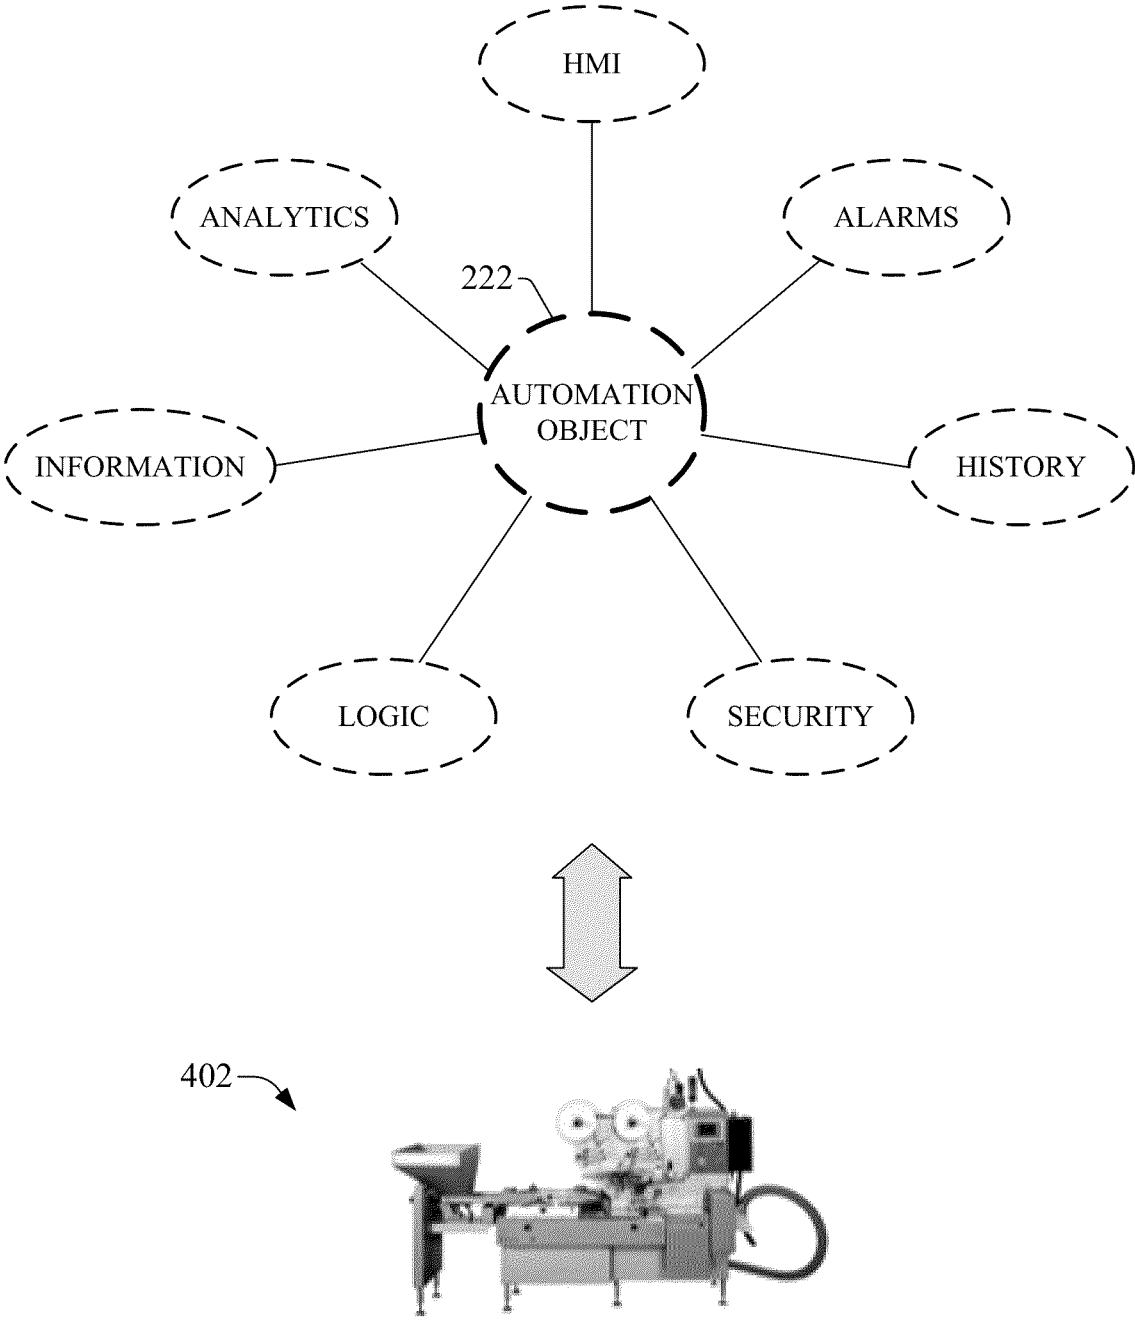 HMI
ANALYTICS
ALARMS
222
AUTOMATION
OBJECT
INFORMATION
HISTORY
LOGIC
SECURITY
402